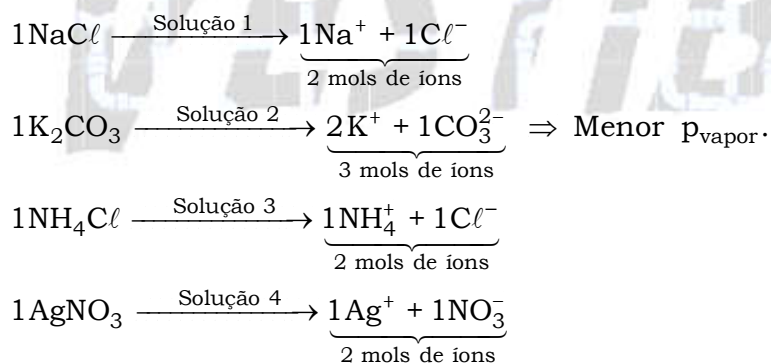 1NaCℓ —Solução 1→ 1Na⁺ + 1Cℓ⁻
2 mols de íons
1K₂CO₃ —Solução 2→ 2K⁺ + 1CO₃²⁻ ⇒ Menor p_vapor.
3 mols de íons
1NH₄Cℓ —Solução 3→ 1NH₄⁺ + 1Cℓ⁻
2 mols de íons
1AgNO₃ —Solução 4→ 1Ag⁺ + 1NO₃⁻
2 mols de íons